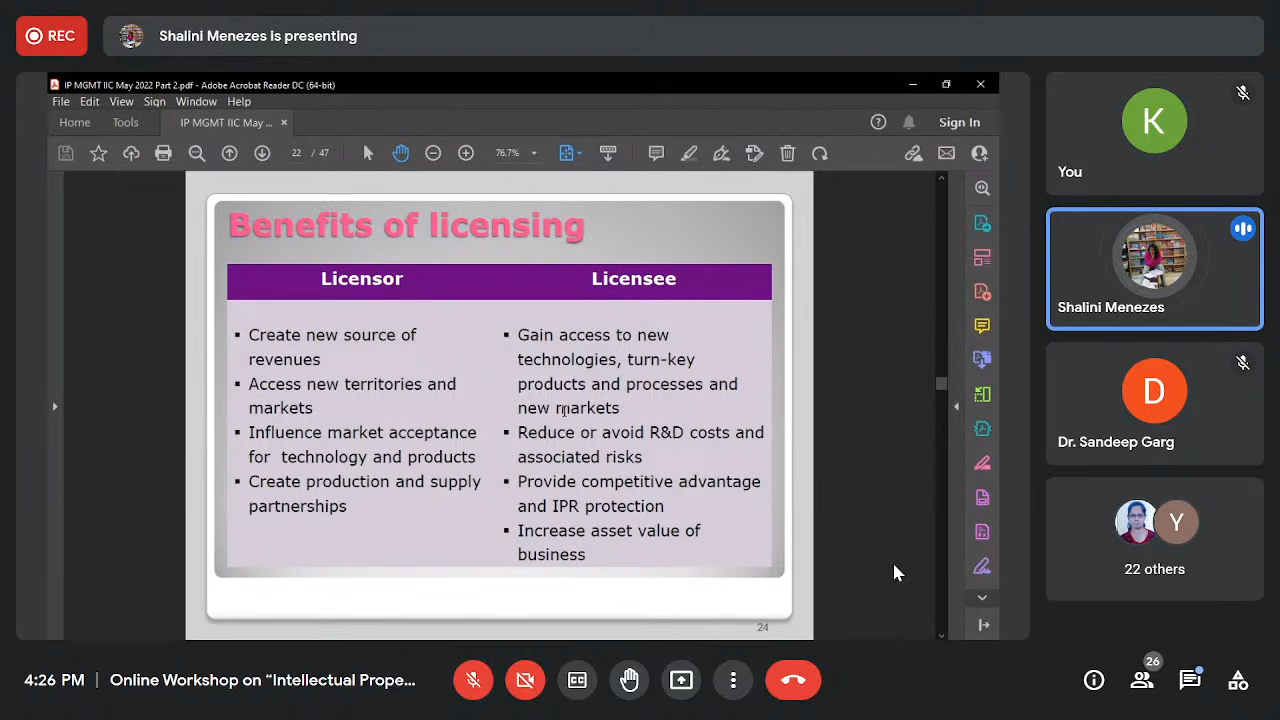 REC
Shalini Menezes is presenting
IP MGMT IIC May 2022 Part 2.pdf - Adobe Acrobat Reader DC (64-bit)
File Edit View Sign Window Help
Home Tools IP MGMT IIC May ... Sign In
22 / 47 76.7%
Benefits of licensing
Licensor
Create new source of
revenues
Access new territories and
markets
Influence market acceptance
for technology and products
Create production and supply
partnerships
Licensee
Gain access to new
technologies, turn-key
products and processes and
new markets
Reduce or avoid R&D costs and
associated risks
Provide competitive advantage
and IPR protection
Increase asset value of
business
24
K
You
Shalini Menezes
D
Dr. Sandeep Garg
Y
22 others
4:26 PM Online Workshop on “Intellectual Prope...
26